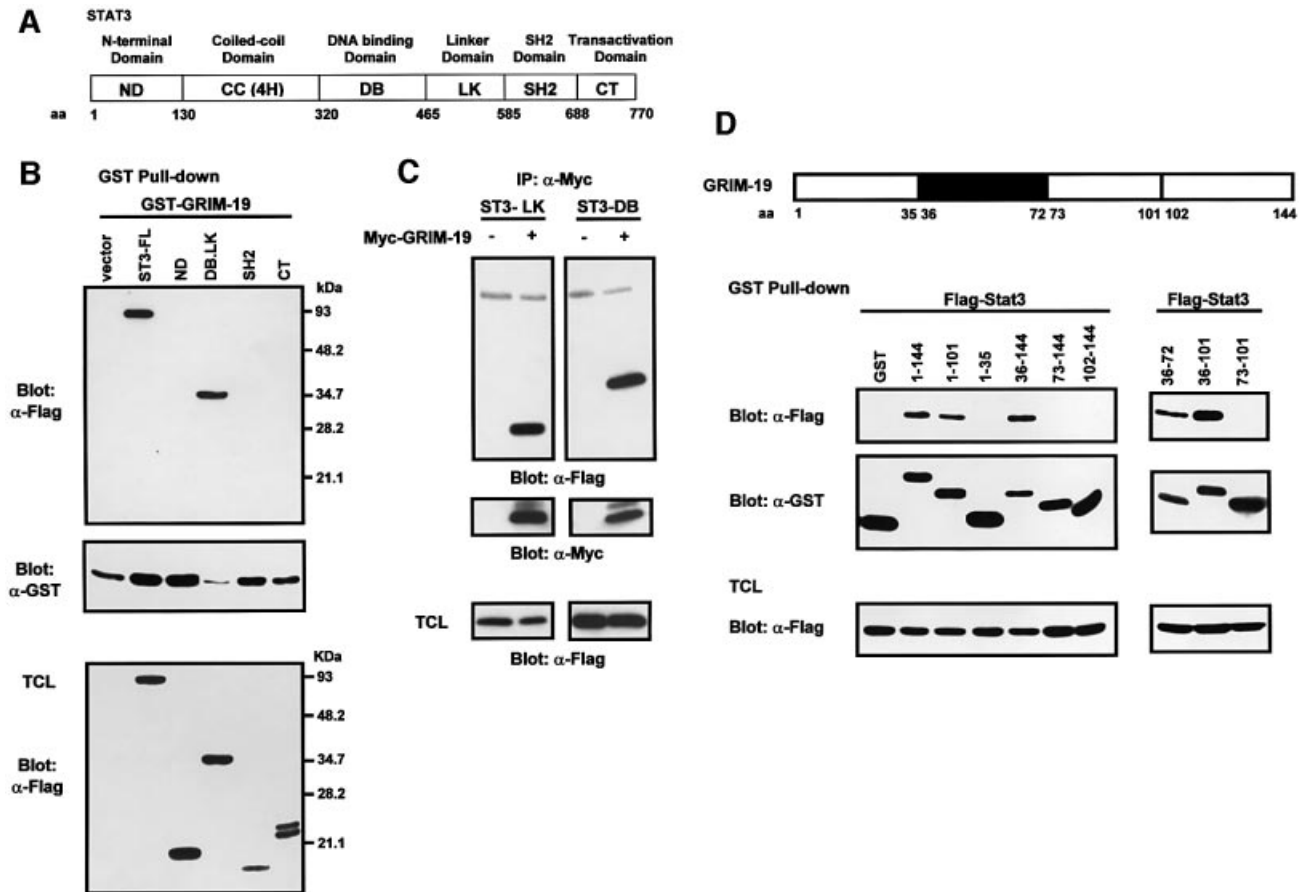 A
STAT3
N-terminal Domain
Coiled-coil Domain
DNA binding Domain
Linker Domain
SH2 Domain
Transactivation Domain
ND CC (4H) DB LK SH2 CT
aa 1 130 320 465 585 688 770
B
GST Pull-down
GST-GRIM-19
vector ST3-FL ND DB.LK SH2 CT
kDa
93
48.2
34.7
28.2
21.1
Blot: α-Flag
Blot: α-GST
TCL
KDa
93
48.2
34.7
28.2
21.1
Blot: α-Flag
C
IP: α-Myc
ST3- LK ST3-DB
Myc-GRIM-19 - + - +
Blot: α-Flag
Blot: α-Myc
TCL
Blot: α-Flag
D
GRIM-19
aa 1 35 36 72 73 101 102 144
GST Pull-down
Flag-Stat3 Flag-Stat3
GST 1-144 1-101 1-35 36-144 73-144 102-144 36-72 36-101 73-101
Blot: α-Flag
Blot: α-GST
TCL
Blot: α-Flag